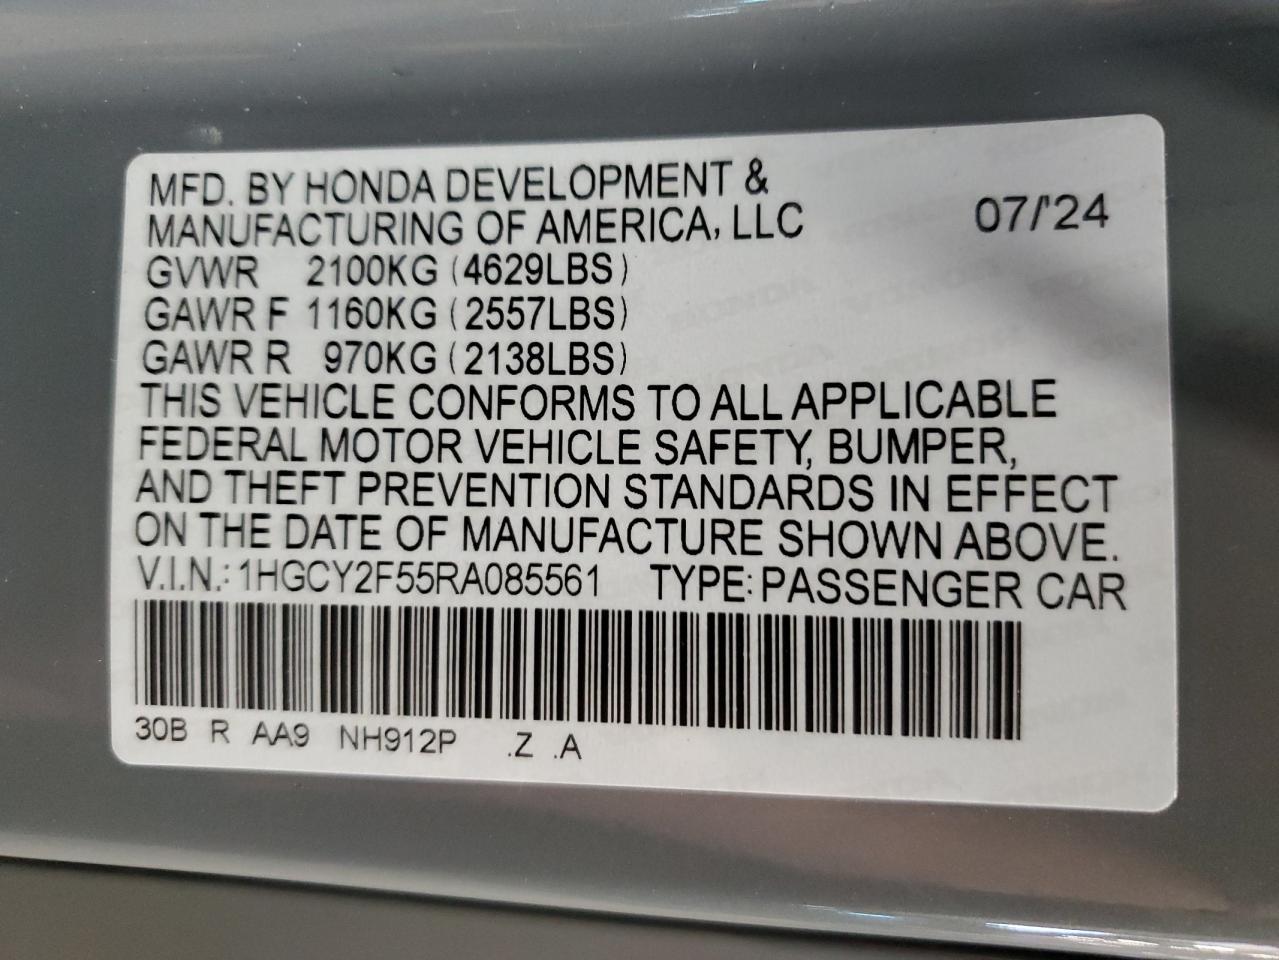 MFD. BY HONDA DEVELOPMENT &
MANUFACTURING OF AMERICA, LLC 07/'24
GVWR 2100KG (4629LBS)
GAWR F 1160KG (2557LBS)
GAWR R 970KG (2138LBS)
THIS VEHICLE CONFORMS TO ALL APPLICABLE
FEDERAL MOTOR VEHICLE SAFETY, BUMPER,
AND THEFT PREVENTION STANDARDS IN EFFECT
ON THE DATE OF MANUFACTURE SHOWN ABOVE.
V.I.N.: 1HGCY2F55RA085561 TYPE: PASSENGER CAR
30B R AA9 NH912P .Z .A